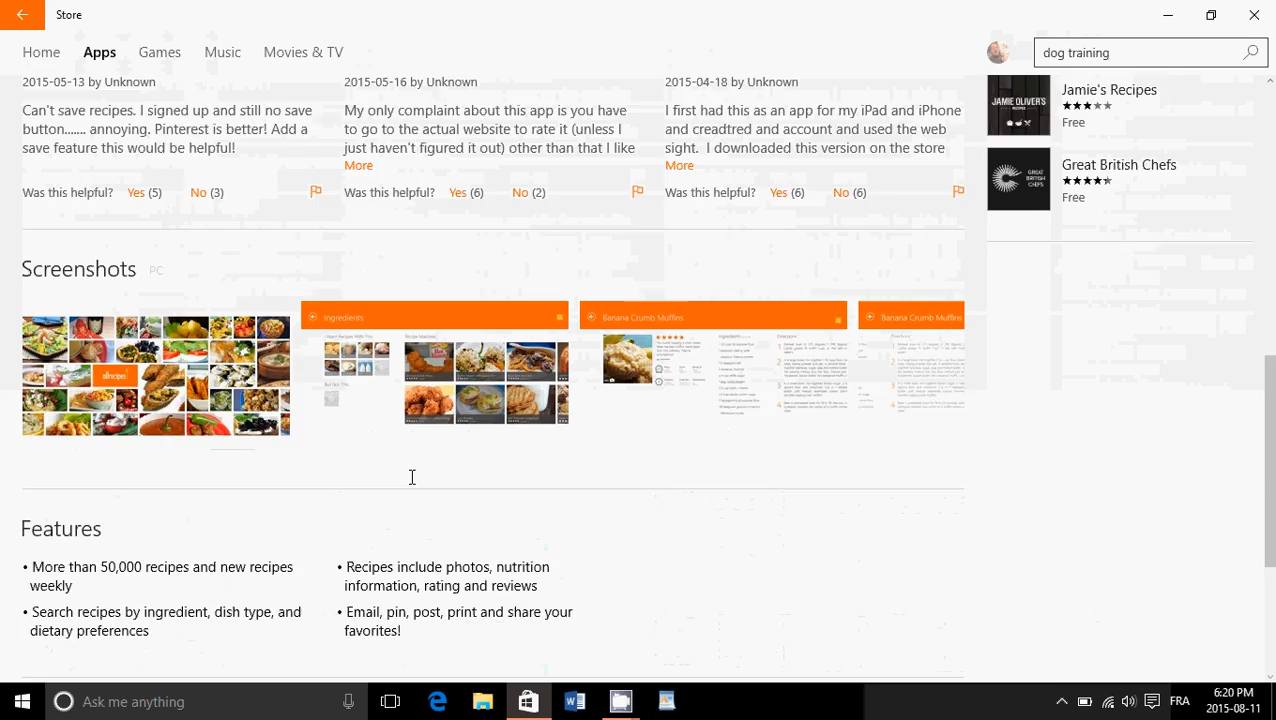 Store
Home Apps Games Music Movies & TV
dog training
2015-05-13 by Unknown
Can't save recipes. I signed up and still no save
button....... annoying. Pinterest is better! Add a
save feature this would be helpful!
Was this helpful? Yes (5) No (3)
2015-05-16 by Unknown
My only complaint about this app is you have
to go to the actual website to rate it (unless I
just haven't figured it out) other than that I like
More
Was this helpful? Yes (6) No (2)
2015-04-18 by Unknown
I first had this as an app for my iPad and iPhone
and creadtred and account and used the web
sight. I downloaded this version on the store
More
Was this helpful? Yes (6) No (6)
JAMIE OLIVER'S
RECIPES
Jamie's Recipes
Free
GREAT
BRITISH
CHEFS
Great British Chefs
Free
Screenshots PC
recipes
Ingredients
Banana Crumb Muffins
Banana Crumb Muffins
Features
• More than 50,000 recipes and new recipes
weekly
• Search recipes by ingredient, dish type, and
dietary preferences
• Recipes include photos, nutrition
information, rating and reviews
• Email, pin, post, print and share your
favorites!
Ask me anything
FRA
6:20 PM
2015-08-11